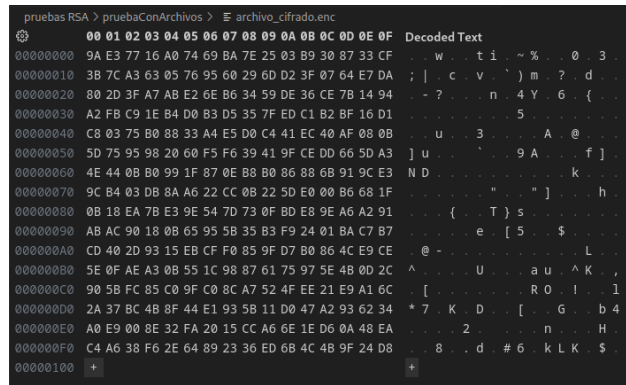 pruebas RSA > pruebaConArchivos > archivo_cifrado.enc
00 01 02 03 04 05 06 07 08 09 0A 0B 0C 0D 0E 0F Decoded Text
00000000 9A E3 77 16 A0 74 69 BA 7E 25 03 B9 30 87 33 CF . . w . . t i . ~ % . . 0 . 3 .
00000010 3B 7C A3 63 05 76 95 60 29 6D D2 3F 07 64 E7 DA ; | . c . v . ` ) m . ? . d . .
00000020 80 2D 3F A7 AB E2 6E B6 34 59 DE 36 CE 7B 14 94 . - ? . . . n . 4 Y . 6 . { . .
00000030 A2 FB C9 1E B4 D0 B3 D5 35 7F ED C1 B2 BF 16 D1 . . . . . . . . 5 . . . . . . .
00000040 C8 03 75 B0 88 33 A4 E5 D0 C4 41 EC 40 AF 08 0B . . u . . 3 . . . . A . @ . . .
00000050 5D 75 95 98 20 60 F5 F6 39 41 9F CE DD 66 5D A3 ] u . . ` . . 9 A . . . f ] .
00000060 4E 44 0B B0 99 1F 87 0E B8 B0 86 88 6B 91 9C E3 N D . . . . . . . . . . k . . .
00000070 9C B4 03 DB 8A A6 22 CC 0B 22 5D E0 00 B6 68 1F . . . . . . " . . " ] . . . h .
00000080 0B 18 EA 7B E3 9E 54 7D 73 0F BD E8 9E A6 A2 91 . . . { . . T } s . . . . . . .
00000090 AB AC 90 18 0B 65 95 5B 35 B3 F9 24 01 BA C7 B7 . . . . . e . [ 5 . . $ . . . .
000000A0 CD 40 2D 93 15 EB CF F0 85 9F D7 B0 86 4C E9 CE . @ - . . . . . . . . . . L . .
000000B0 5E 0F AE A3 0B 55 1C 98 87 61 75 97 5E 4B 0D 2C ^ . . . . U . . . a u . ^ K . ,
000000C0 90 5B FC 85 C0 9F C0 8C A7 52 4F EE 21 E9 A1 6C . [ . . . . . . . R O . ! . . l
000000D0 2A 37 BC 4B 8F 44 E1 93 5B 11 D0 47 A2 93 62 34 * 7 . K . D . . [ . . G . . b 4
000000E0 A0 E9 00 8E 32 FA 20 15 CC A6 6E 1E D6 0A 48 EA . . . . 2 . . . . n . . . H .
000000F0 C4 A6 38 F6 2E 64 89 23 36 ED 6B 4C 4B 9F 24 D8 . . 8 . . d . # 6 . k L K . $ .
00000100 + +